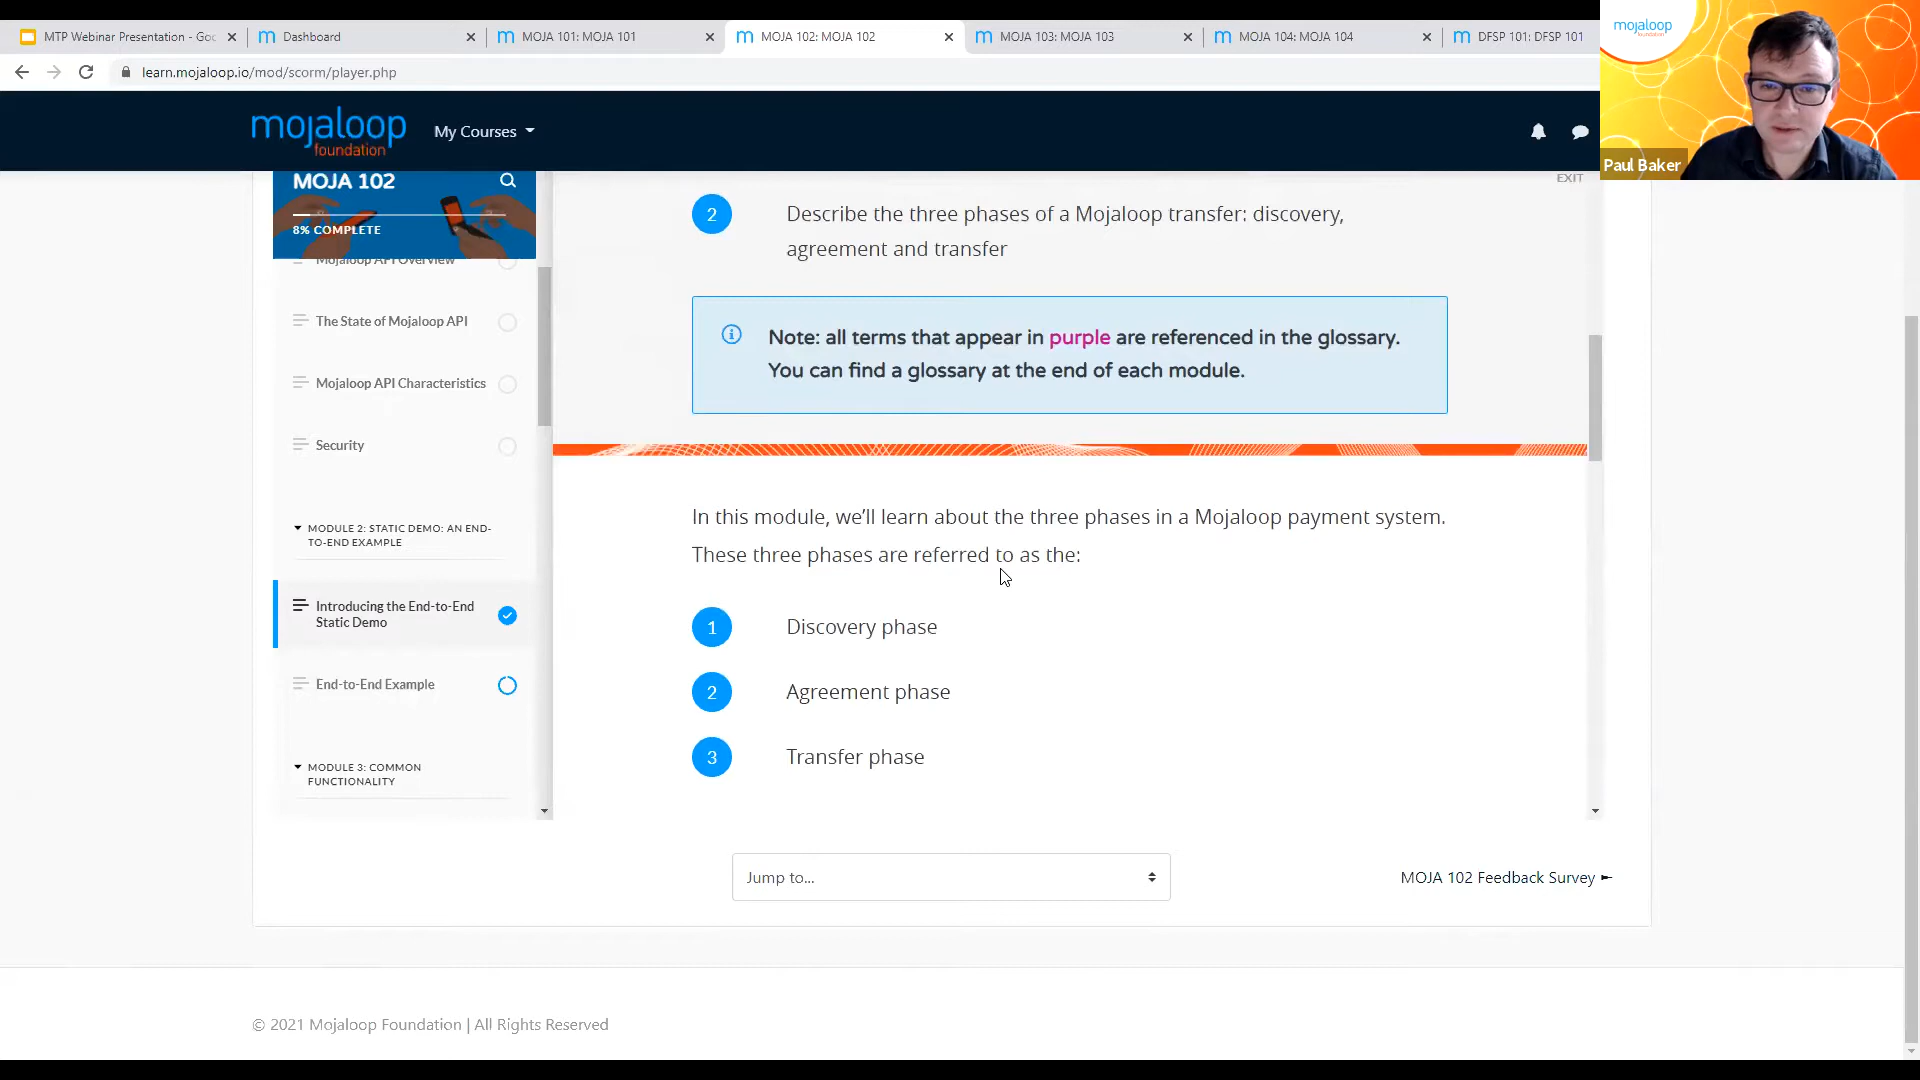 MTP Webinar Presentation - Goo
Dashboard
MOJA 101: MOJA 101
MOJA 102: MOJA 102
MOJA 103: MOJA 103
MOJA 104: MOJA 104
DFSP 101: DFSP 101
learn.mojaloop.io/mod/scorm/player.php
mojaloop
foundation
My Courses
mojaloop
foundation
Paul Baker
EXIT
MOJA 102
8% COMPLETE
Mojaloop API Overview
The State of Mojaloop API
Mojaloop API Characteristics
Security
MODULE 2: STATIC DEMO: AN END-
TO-END EXAMPLE
Introducing the End-to-End
Static Demo
End-to-End Example
MODULE 3: COMMON
FUNCTIONALITY
2 Describe the three phases of a Mojaloop transfer: discovery,
agreement and transfer
Note: all terms that appear in purple are referenced in the glossary.
You can find a glossary at the end of each module.
In this module, we'll learn about the three phases in a Mojaloop payment system.
These three phases are referred to as the:
1 Discovery phase
2 Agreement phase
3 Transfer phase
Jump to...
MOJA 102 Feedback Survey ►
© 2021 Mojaloop Foundation | All Rights Reserved